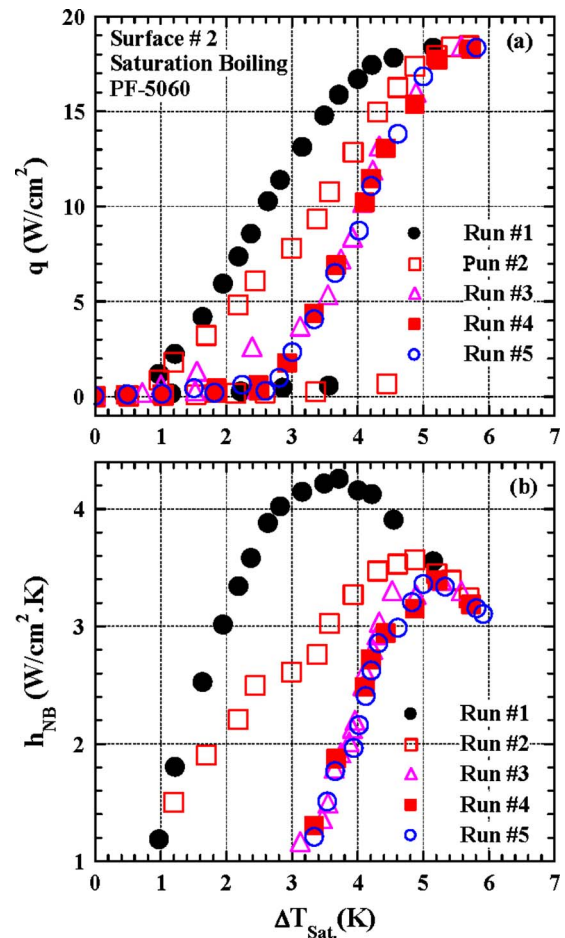 20
15
10
5
0
q (W/cm²)
Surface # 2
Saturation Boiling
PF-5060
(a)
Run #1
Pun #2
Run #3
Run #4
Run #5
0 1 2 3 4 5 6 7
4
3
2
1
h_NB (W/cm².K)
(b)
Run #1
Run #2
Run #3
Run #4
Run #5
0 1 2 3 4 5 6 7
ΔT_Sat. (K)